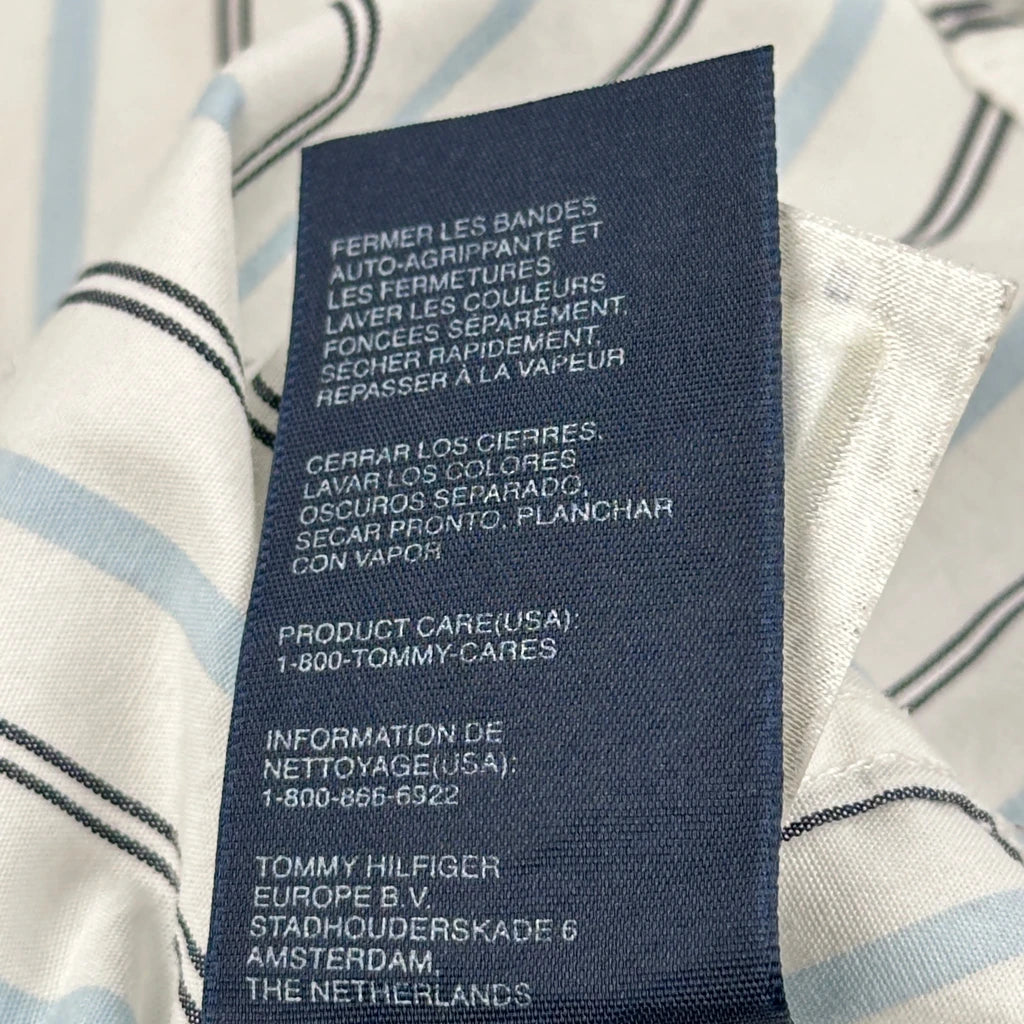 FERMER LES BANDES
AUTO-AGRIPPANTE ET
LES FERMETURES
LAVER LES COULEURS
FONCÉES SÉPARÉMENT,
SÉCHER RAPIDEMENT,
REPASSER À LA VAPEUR
CERRAR LOS CIERRES,
LAVAR LOS COLORES
OSCUROS SEPARADO,
SECAR PRONTO, PLANCHAR
CON VAPOR
PRODUCT CARE(USA):
1-800-TOMMY-CARES
INFORMATION DE
NETTOYAGE(USA):
1-800-866-6922
TOMMY HILFIGER
EUROPE B.V.
STADHOUDERSKADE 6
AMSTERDAM,
THE NETHERLANDS